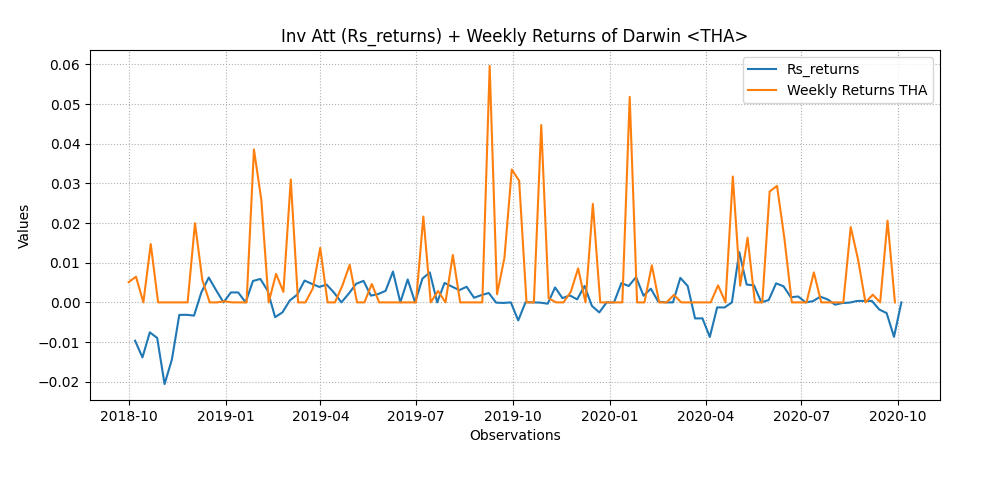 Inv Att (Rs_returns) + Weekly Returns of Darwin <THA>
Rs_returns
Weekly Returns THA
0.06
0.05
0.04
0.03
0.02
0.01
0.00
−0.01
−0.02
Values
2018-10 2019-01 2019-04 2019-07 2019-10 2020-01 2020-04 2020-07 2020-10
Observations